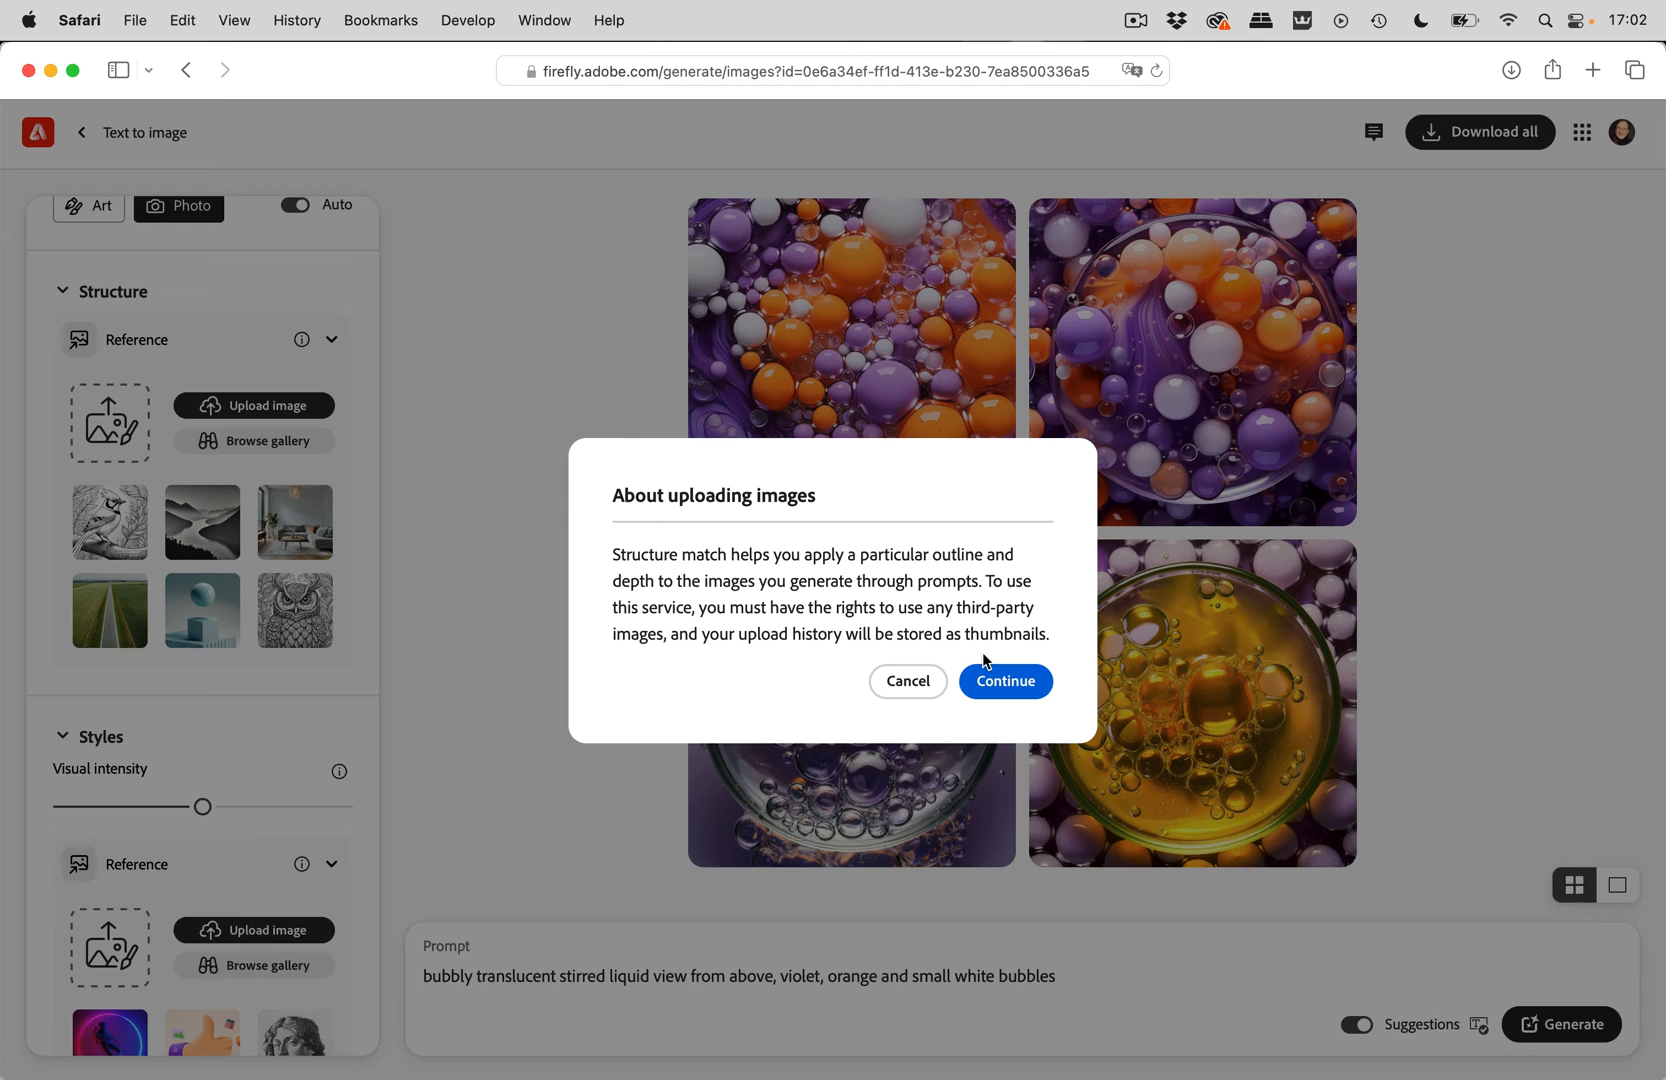 Safari File Edit View History Bookmarks Develop Window Help 17:02
firefly.adobe.com/generate/images?id=0e6a34ef-ff1d-413e-b230-7ea8500336a5
Text to image
Download all
Art Photo Auto
Structure
Reference
Upload image
Browse gallery
About uploading images
Structure match helps you apply a particular outline and
depth to the images you generate through prompts. To use
this service, you must have the rights to use any third-party
images, and your upload history will be stored as thumbnails.
Cancel Continue
Styles
Visual intensity
Reference
Upload image
Browse gallery
Prompt
bubbly translucent stirred liquid view from above, violet, orange and small white bubbles
Suggestions Generate